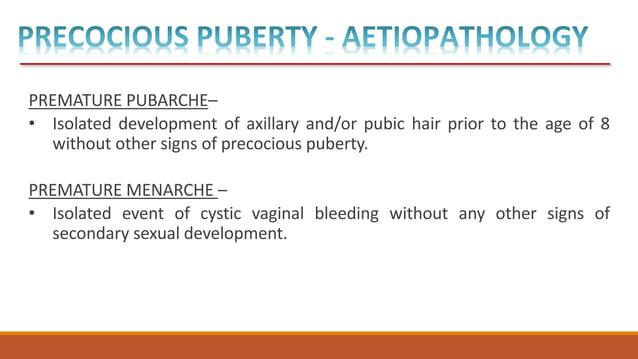 PRECOCIOUS PUBERTY - AETIOPATHOLOGY
PREMATURE PUBARCHE–
• Isolated development of axillary and/or pubic hair prior to the age of 8
without other signs of precocious puberty.
PREMATURE MENARCHE –
• Isolated event of cystic vaginal bleeding without any other signs of
secondary sexual development.